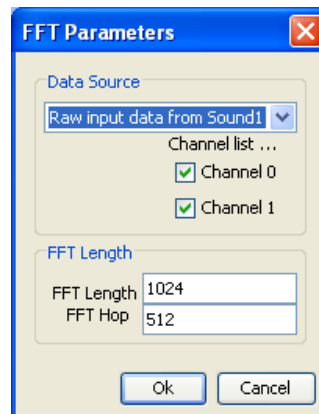 FFT Parameters
Data Source
Raw input data from Sound1
Channel list ...
Channel 0
Channel 1
FFT Length
FFT Length 1024
FFT Hop 512
Ok Cancel